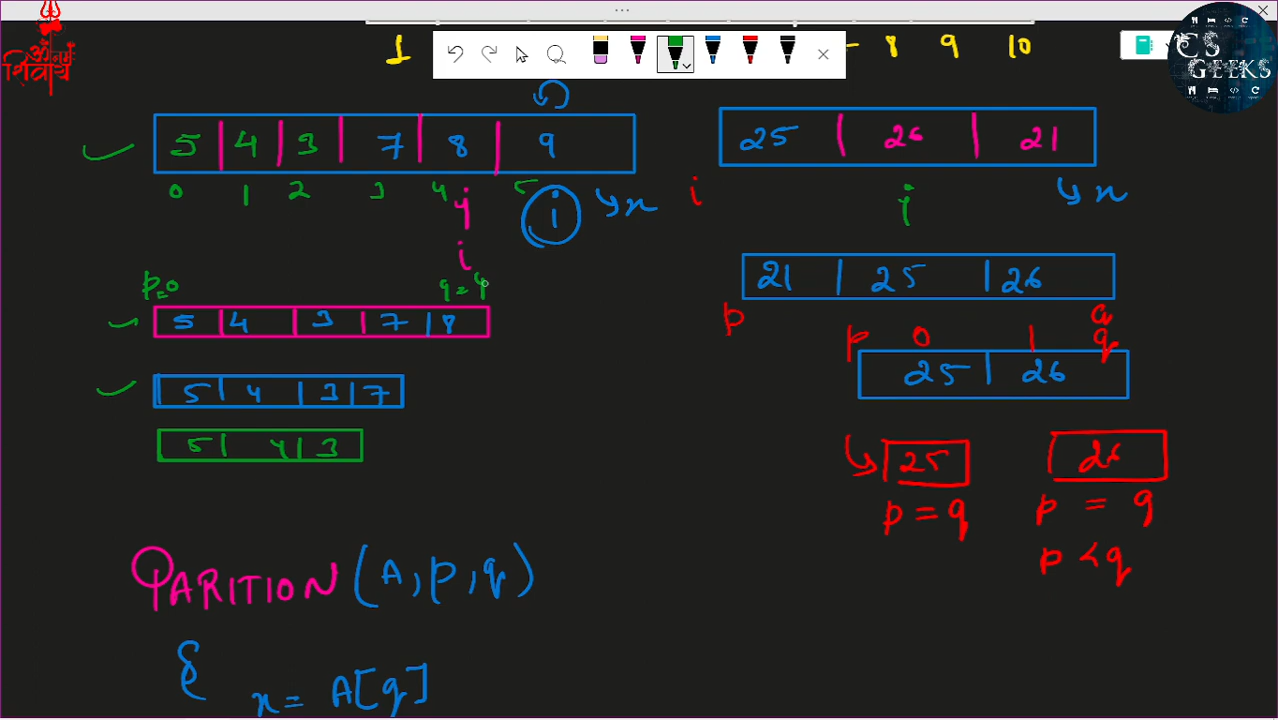 ॐ नमः
शिवाय
1 8 9 10
CS
GEEKS
5 4 3 7 8 9
0 1 2 3 4 5
j
i
i
x
p=0
q=4
5 4 3 7 8
5 4 3 7
5 4 3
25 26 21
i
j
x
21 25 26
p
q
p 0 1 q
25 26
25
26
p = q
p = q
p < q
PARITION (A, p, q)
{
x = A[q]